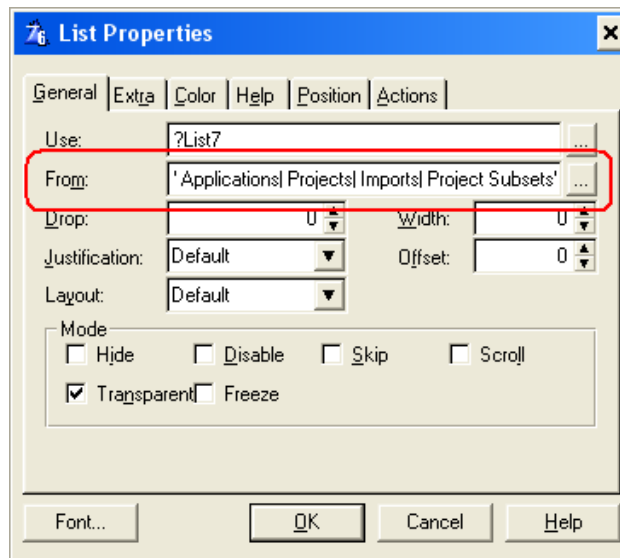 List Properties
General Extra Color Help Position Actions
Use: ?List7 ...
From: ' Applications| Projects| Imports| Project Subsets' ...
Drop: 0 Width: 0
Justification: Default Offset: 0
Layout: Default
Mode
Hide Disable Skip Scroll
Transparent Freeze
Font... OK Cancel Help